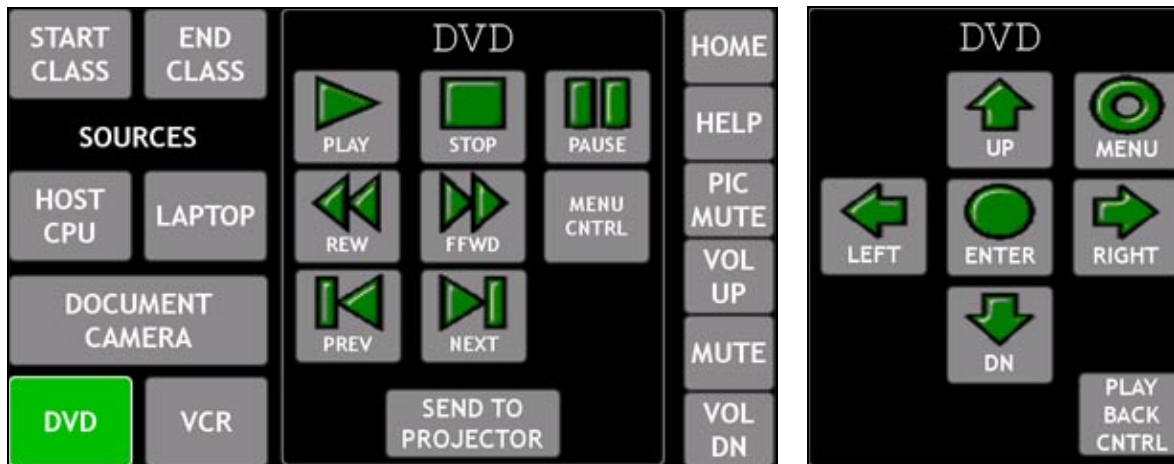 START
CLASS
END
CLASS
SOURCES
HOST
CPU
LAPTOP
DOCUMENT
CAMERA
DVD
VCR
DVD
PLAY
STOP
PAUSE
REW
FFWD
MENU
CNTRL
PREV
NEXT
SEND TO
PROJECTOR
HOME
HELP
PIC
MUTE
VOL
UP
MUTE
VOL
DN
DVD
UP
MENU
LEFT
ENTER
RIGHT
DN
PLAY
BACK
CNTRL